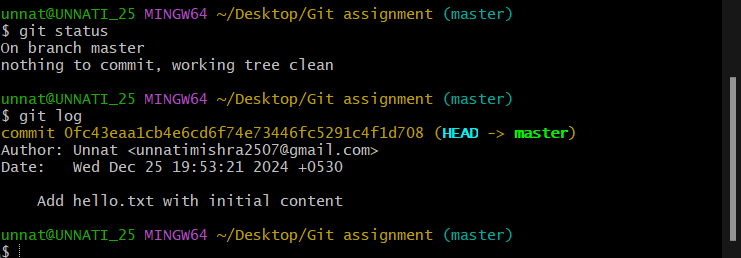 unnat@UNNATI_25 MINGW64 ~/Desktop/Git assignment (master)
$ git status
On branch master
nothing to commit, working tree clean
unnat@UNNATI_25 MINGW64 ~/Desktop/Git assignment (master)
$ git log
commit 0fc43eaa1cb4e6cd6f74e73446fc5291c4f1d708 (HEAD -> master)
Author: Unnat <unnatimishra2507@gmail.com>
Date:   Wed Dec 25 19:53:21 2024 +0530
    Add hello.txt with initial content
unnat@UNNATI_25 MINGW64 ~/Desktop/Git assignment (master)
$